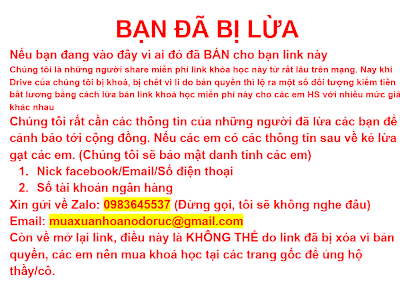 BẠN ĐÃ BỊ LỪA
Nếu bạn đang vào đây vì ai đó đã BÁN cho bạn link này
Chúng tôi là những người share miễn phí link khóa học này từ rất lâu trên mạng. Nay khi
Drive của chúng tôi bị khoá, bị chết vì lí do bản quyền thì lộ ra một số đối tượng kiếm tiền
bất lương bằng cách lừa bán link khoá học miễn phí này cho các em HS với nhiều mức giá
khác nhau
Chúng tôi rất cần các thông tin của những người đã lừa các bạn để
cảnh báo tới cộng đồng. Nếu các em có các thông tin sau về kẻ lừa
gạt các em. (Chúng tôi sẽ bảo mật danh tính các em)
1. Nick facebook/Email/Số điện thoại
2. Số tài khoản ngân hàng
Xin gửi về Zalo: 0983645537 (Đừng gọi, tôi sẽ không nghe đâu)
Email: muaxuanhoanodoruc@gmail.com
Còn về mở lại link, điều này là KHÔNG THỂ do link đã bị xóa vì bản
quyền, các em nên mua khoá học tại các trang gốc để ủng hộ
thầy/cô.